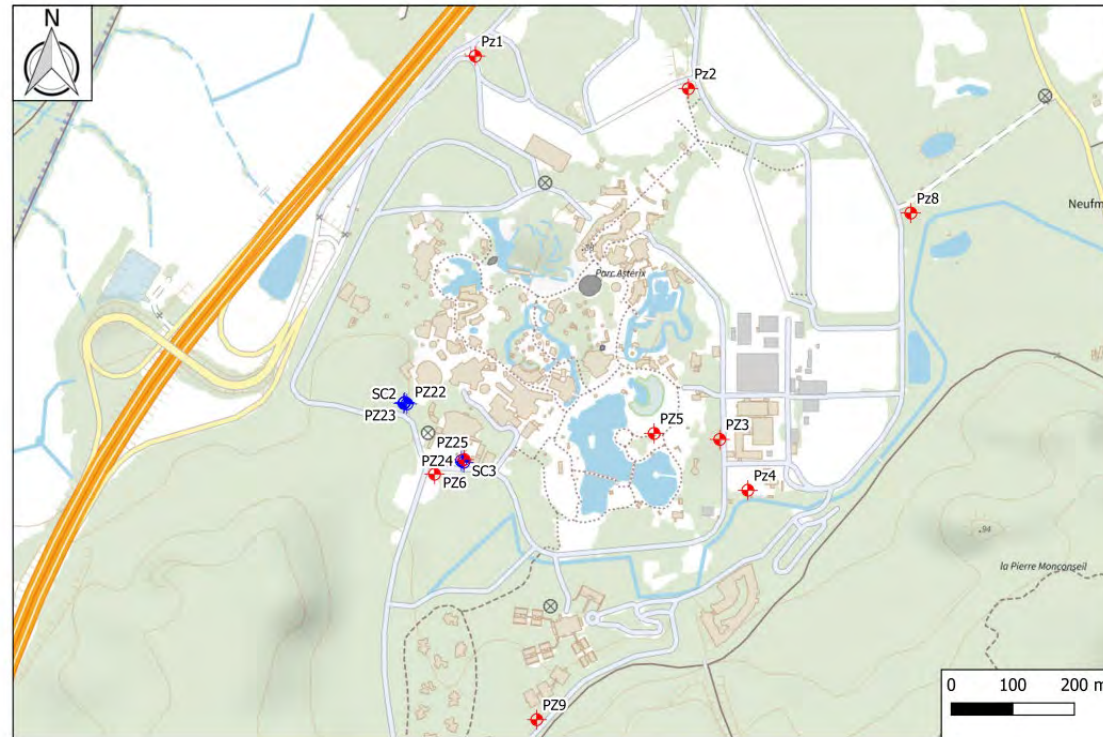 N
Pz1
Pz2
Pz8
Neufm
Parc Astérix
SC2
PZ22
PZ23
PZ25
PZ24
SC3
PZ6
PZ5
PZ3
Pz4
94
la Pierre Monconseil
PZ9
0 100 200 m